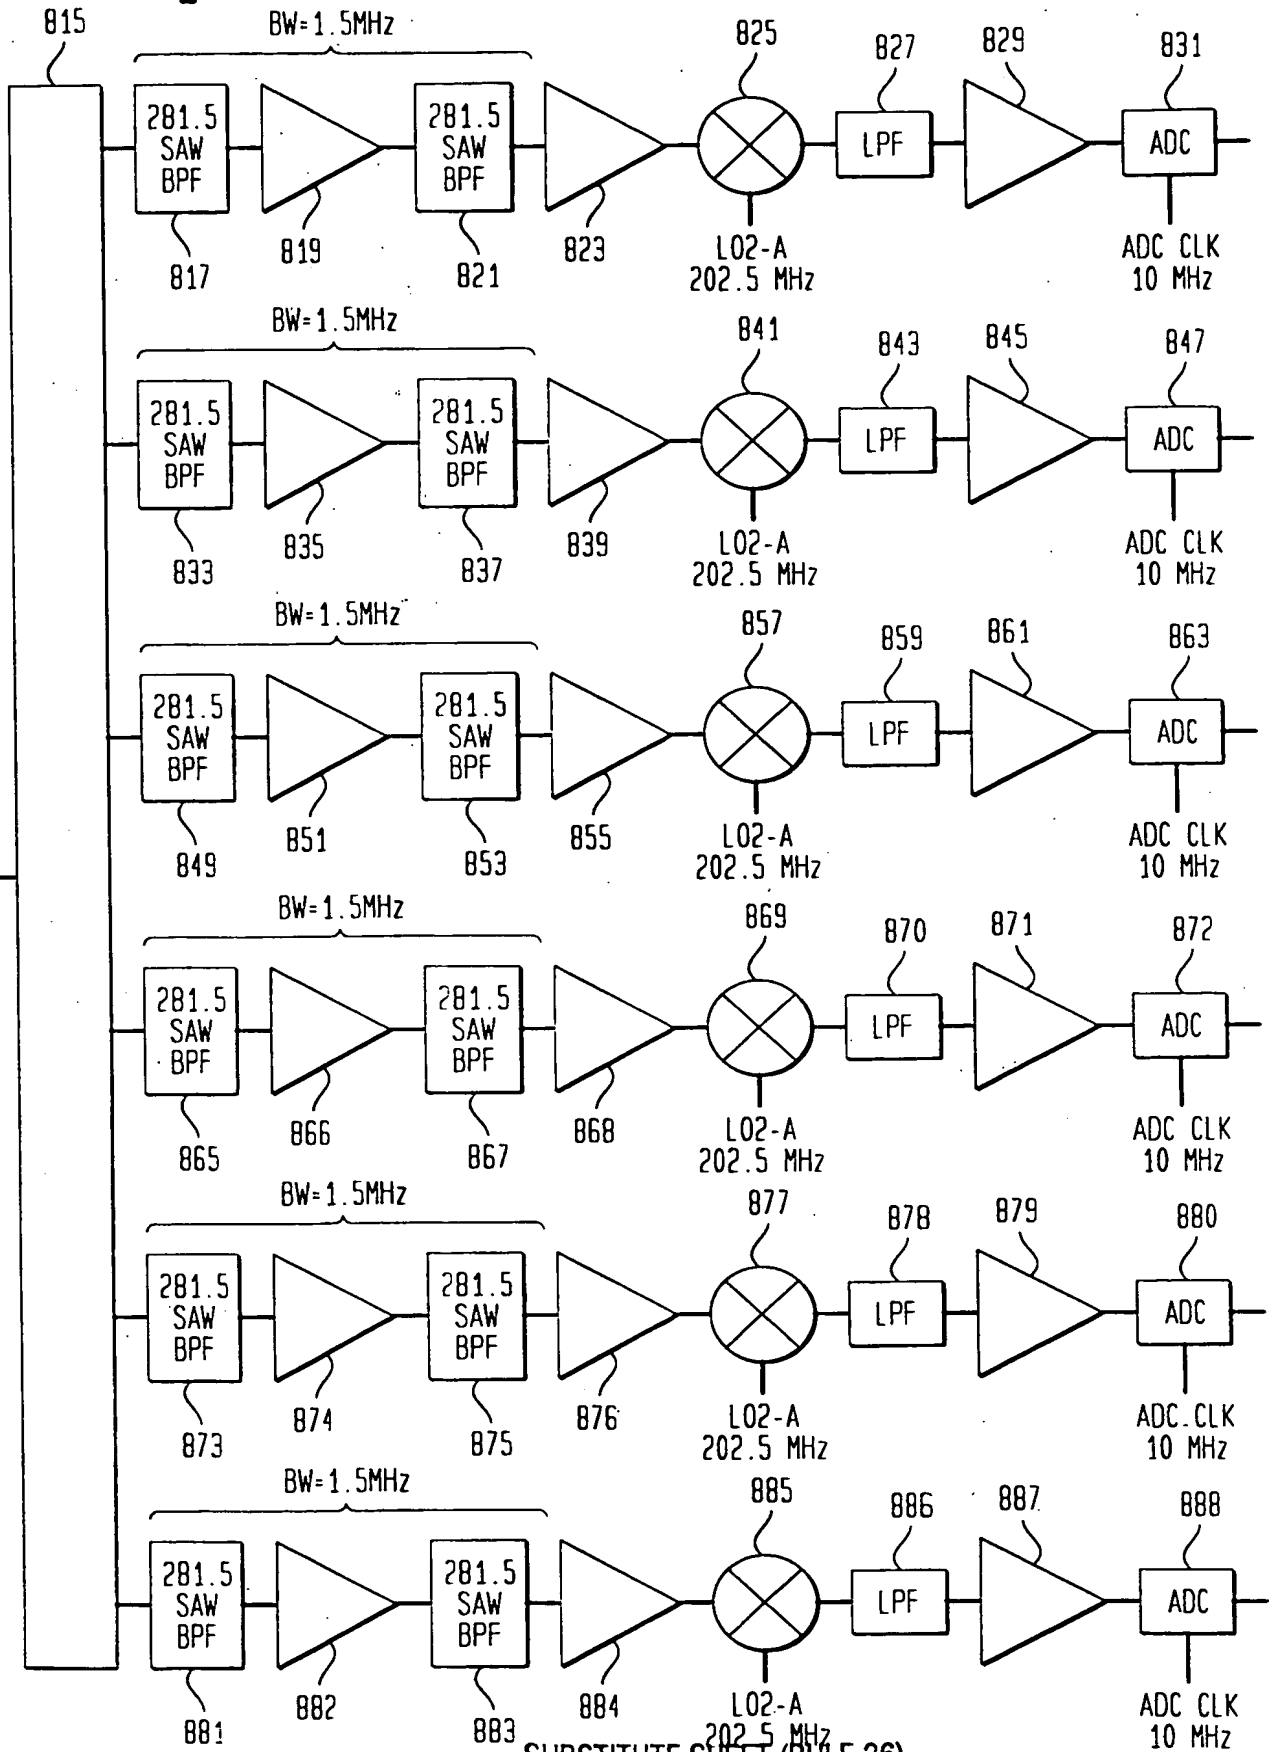 815
BW=1.5MHz
825
827
829
831
281.5
SAW
BPF
281.5
SAW
BPF
LPF
ADC
817
819
821
823
LO2-A
202.5 MHz
ADC CLK
10 MHz
BW=1.5MHz
841
843
845
847
281.5
SAW
BPF
281.5
SAW
BPF
LPF
ADC
833
835
837
839
LO2-A
202.5 MHz
ADC CLK
10 MHz
BW=1.5MHz
857
859
861
863
281.5
SAW
BPF
281.5
SAW
BPF
LPF
ADC
849
851
853
855
LO2-A
202.5 MHz
ADC CLK
10 MHz
BW=1.5MHz
869
870
871
872
281.5
SAW
BPF
281.5
SAW
BPF
LPF
ADC
865
866
867
868
LO2-A
202.5 MHz
ADC CLK
10 MHz
BW=1.5MHz
877
878
879
880
281.5
SAW
BPF
281.5
SAW
BPF
LPF
ADC
873
874
875
876
LO2-A
202.5 MHz
ADC CLK
10 MHz
BW=1.5MHz
885
886
887
888
281.5
SAW
BPF
281.5
SAW
BPF
LPF
ADC
881
882
883
884
LO2-A
202.5 MHz
ADC CLK
10 MHz
SUBSTITUTE SHEET (RULE 26)